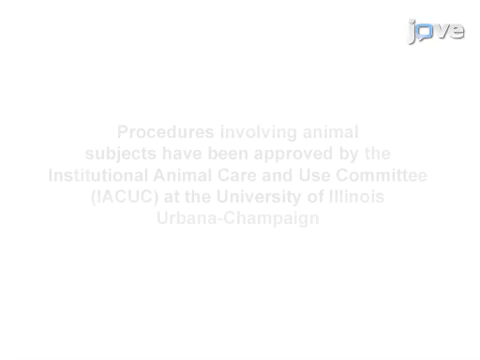 jove
Procedures involving animal
subjects have been approved by the
Institutional Animal Care and Use Committee
(IACUC) at the University of Illinois
Urbana-Champaign